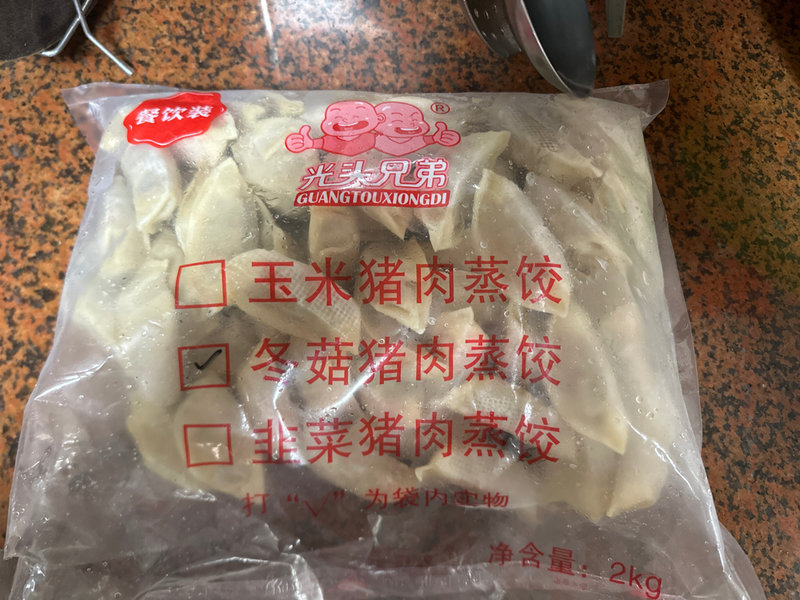 餐饮装
®
光头兄弟
GUANGTOUXIONGDI
玉米猪肉蒸饺
冬菇猪肉蒸饺
韭菜猪肉蒸饺
打“√”为袋内实物
净含量：2kg